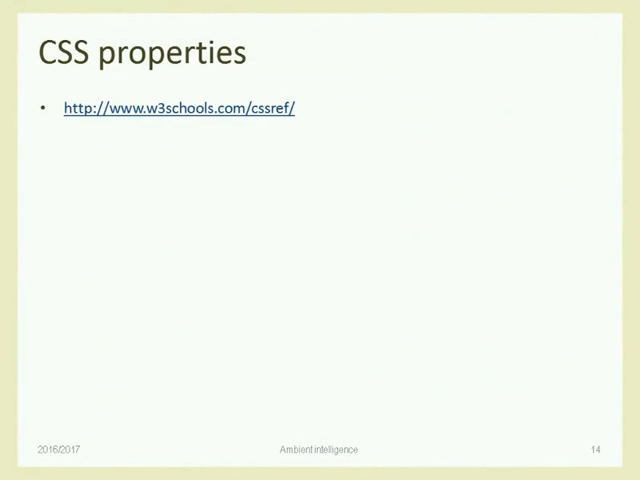 CSS properties
• http://www.w3schools.com/cssref/
2016/2017
Ambient intelligence
14